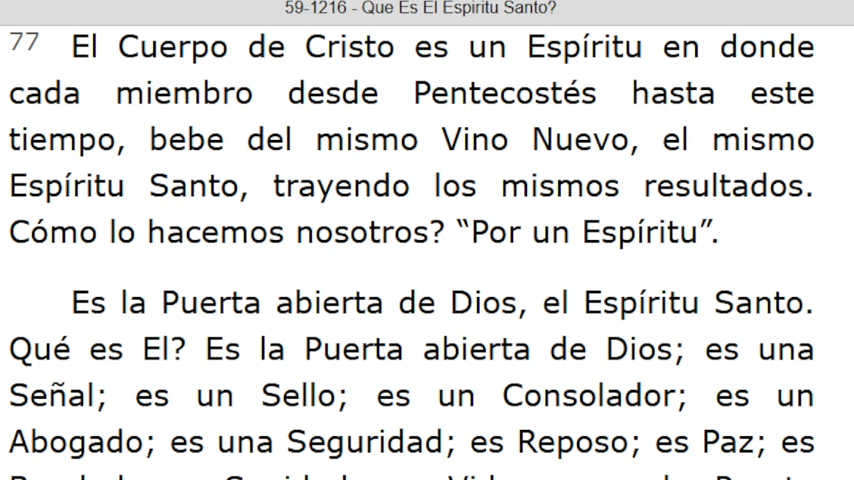 59-1216 - Que Es El Espiritu Santo?
77 El Cuerpo de Cristo es un Espíritu en donde
cada miembro desde Pentecostés hasta este
tiempo, bebe del mismo Vino Nuevo, el mismo
Espíritu Santo, trayendo los mismos resultados.
Cómo lo hacemos nosotros? “Por un Espíritu”.
Es la Puerta abierta de Dios, el Espíritu Santo.
Qué es El? Es la Puerta abierta de Dios; es una
Señal; es un Sello; es un Consolador; es un
Abogado; es una Seguridad; es Reposo; es Paz; es